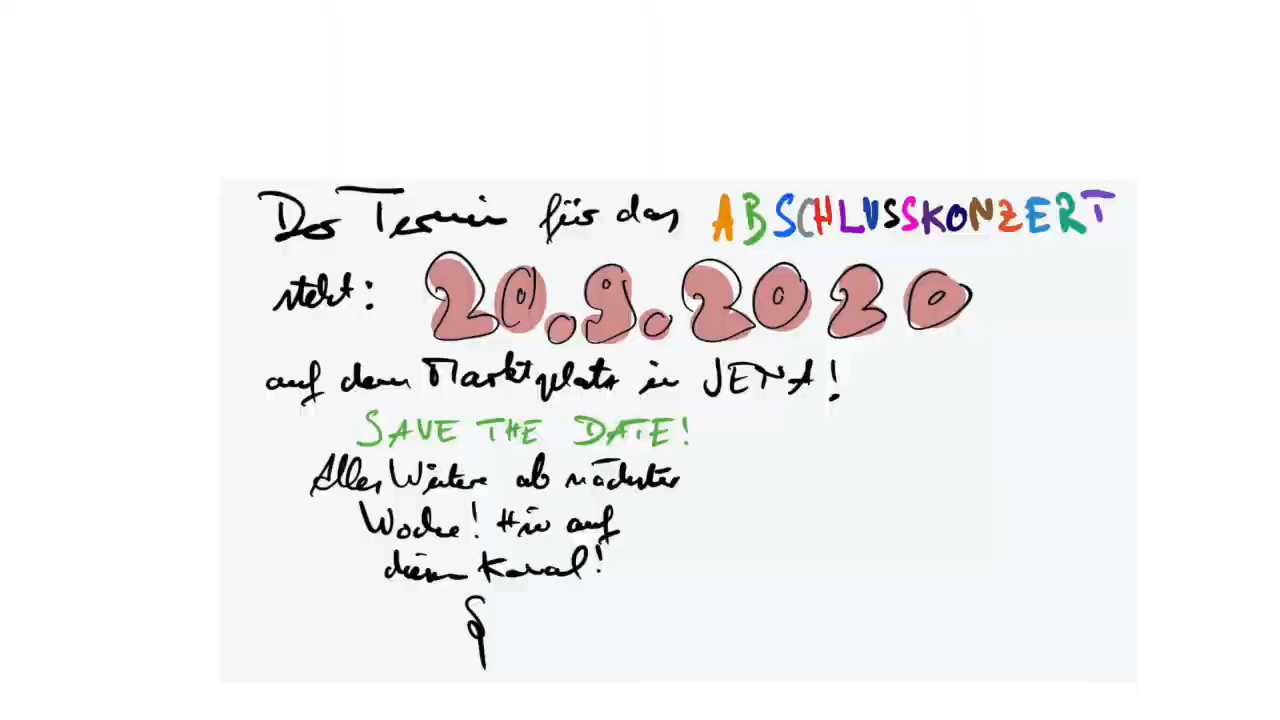 Der Termin für das ABSCHLUSSKONZERT
steht:  20.9.2020
auf dem Marktplatz in JENA!
SAVE THE DATE!
Alles Weitere ab nächster
Woche! Hier auf
diesem Kanal!